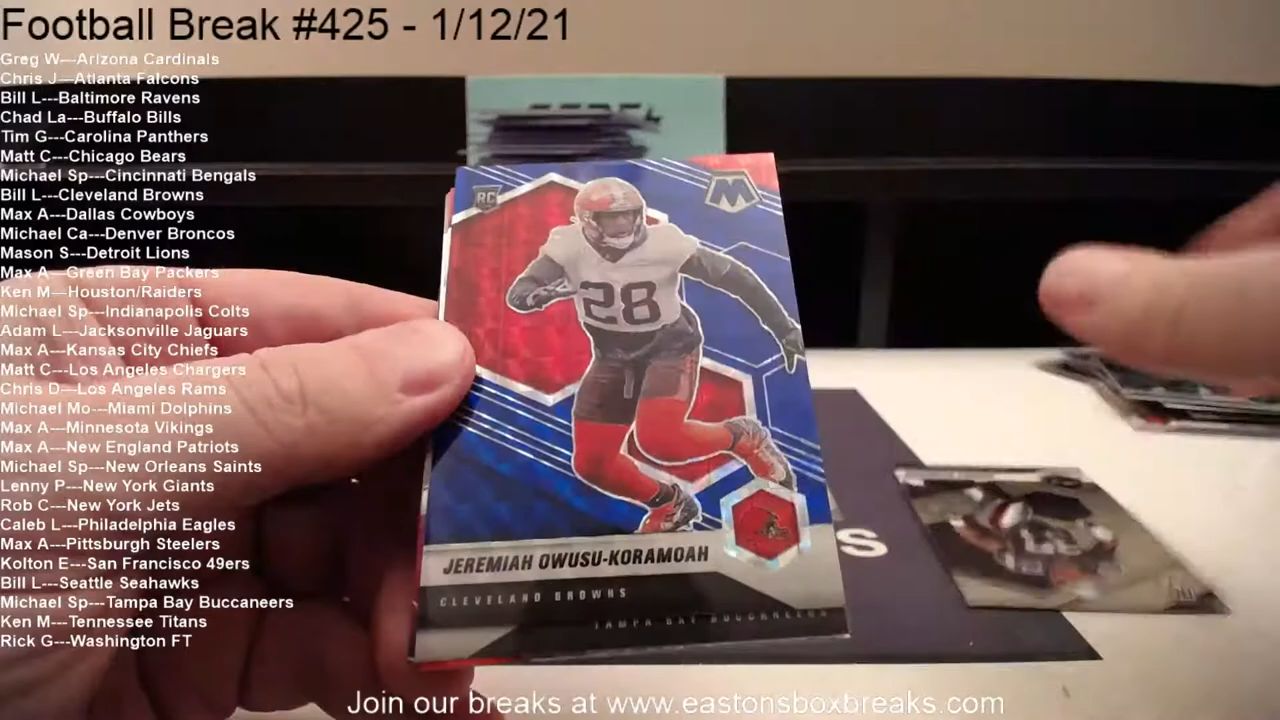 Football Break #425 - 1/12/21
Greg W---Arizona Cardinals
Chris J---Atlanta Falcons
Bill L---Baltimore Ravens
Chad La---Buffalo Bills
Tim G---Carolina Panthers
Matt C---Chicago Bears
Michael Sp---Cincinnati Bengals
Bill L---Cleveland Browns
Max A---Dallas Cowboys
Michael Ca---Denver Broncos
Mason S---Detroit Lions
Max A---Green Bay Packers
Ken M---Houston/Raiders
Michael Sp---Indianapolis Colts
Adam L---Jacksonville Jaguars
Max A---Kansas City Chiefs
Matt C---Los Angeles Chargers
Chris D---Los Angeles Rams
Michael Mo---Miami Dolphins
Max A---Minnesota Vikings
Max A---New England Patriots
Michael Sp---New Orleans Saints
Lenny P---New York Giants
Rob C---New York Jets
Caleb L---Philadelphia Eagles
Max A---Pittsburgh Steelers
Kolton E---San Francisco 49ers
Bill L---Seattle Seahawks
Michael Sp---Tampa Bay Buccaneers
Ken M---Tennessee Titans
Rick G---Washington FT
RC
M
28
JEREMIAH OWUSU-KORAMOAH
CLEVELAND BROWNS
TAMPA BAY BUCCANEERS
S
Join our breaks at www.eastonsboxbreaks.com